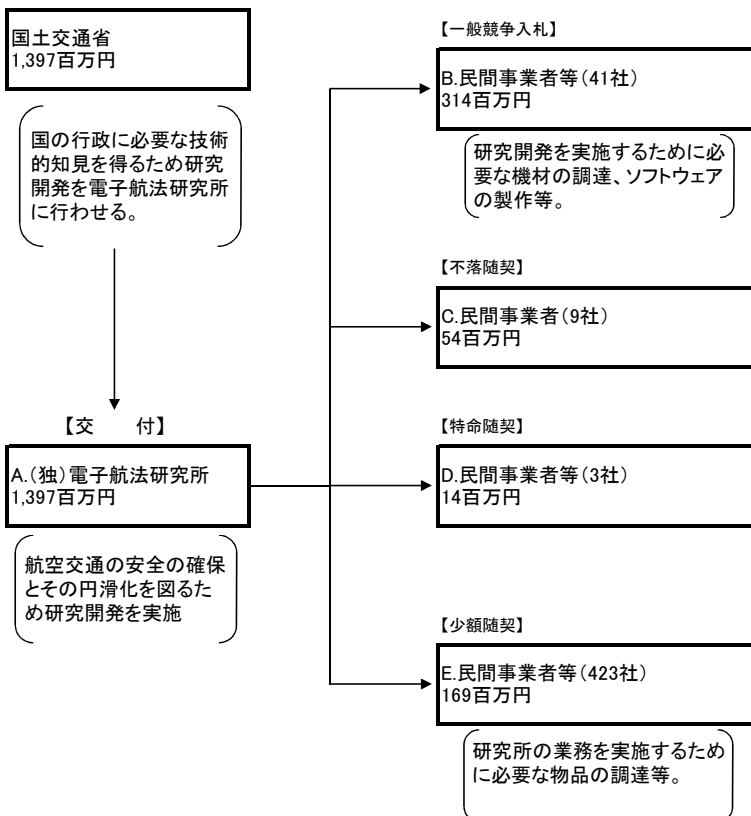 国土交通省
1,397百万円
国の行政に必要な技術
的知見を得るため研究
開発を電子航法研究所
に行わせる。
【交　　付】
A.(独)電子航法研究所
1,397百万円
航空交通の安全の確保
とその円滑化を図るた
め研究開発を実施
【一般競争入札】
B.民間事業者等(41社)
314百万円
研究開発を実施するために必
要な機材の調達、ソフトウェア
の製作等。
【不落随契】
C.民間事業者(9社)
54百万円
【特命随契】
D.民間事業者等(3社)
14百万円
【少額随契】
E.民間事業者等(423社)
169百万円
研究所の業務を実施するため
に必要な物品の調達等。